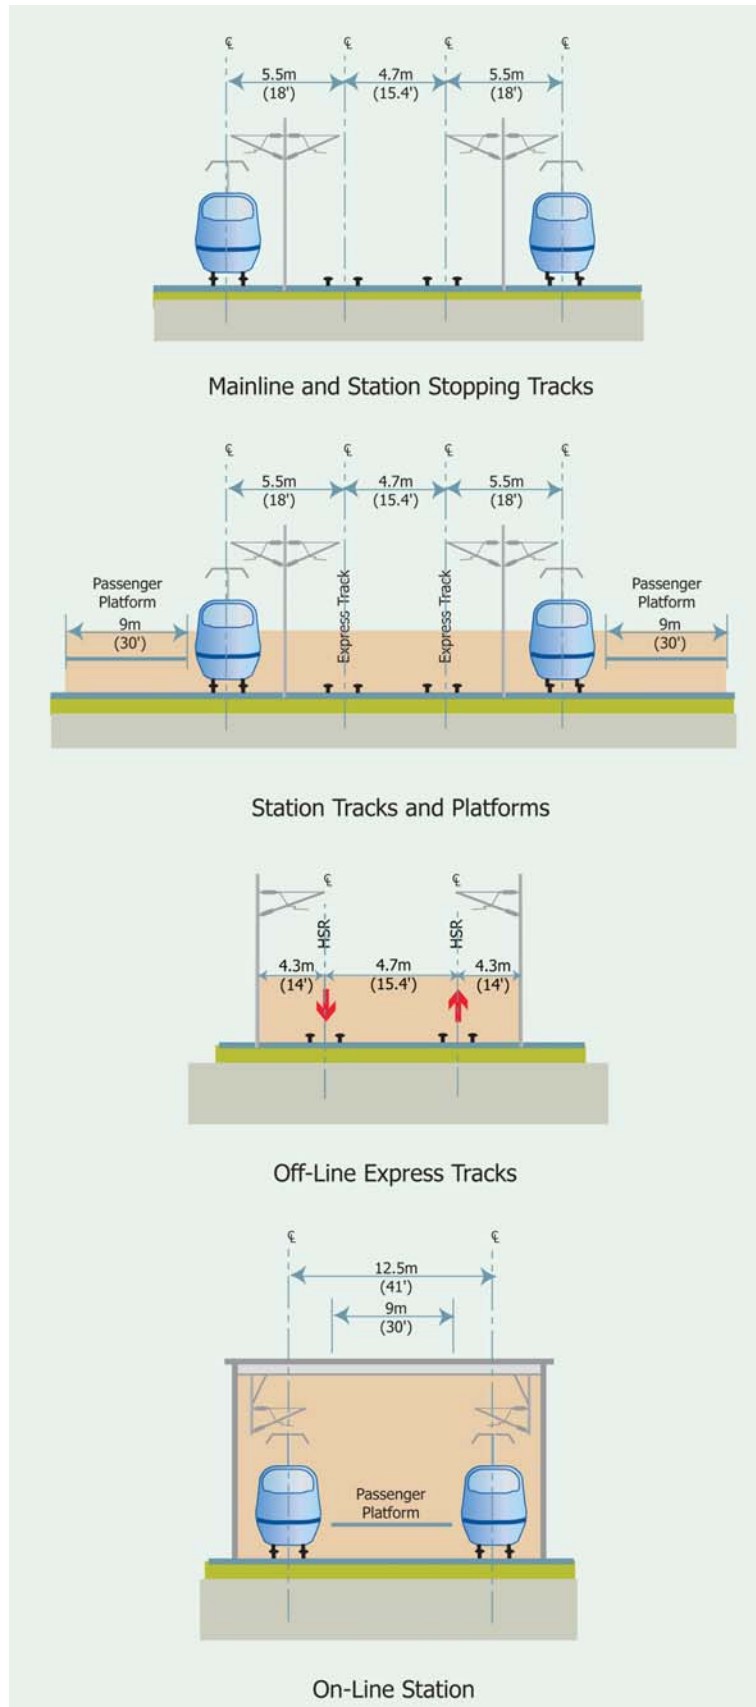 ℄ ℄ ℄ ℄
5.5m 4.7m 5.5m
(18') (15.4') (18')
Mainline and Station Stopping Tracks
℄ ℄ ℄ ℄
5.5m 4.7m 5.5m
(18') (15.4') (18')
Passenger
Platform
9m
(30')
Express Track
Express Track
Passenger
Platform
9m
(30')
Station Tracks and Platforms
℄ ℄
HSR HSR
4.3m 4.7m 4.3m
(14') (15.4') (14')
Off-Line Express Tracks
℄ ℄
12.5m
(41')
9m
(30')
Passenger
Platform
On-Line Station